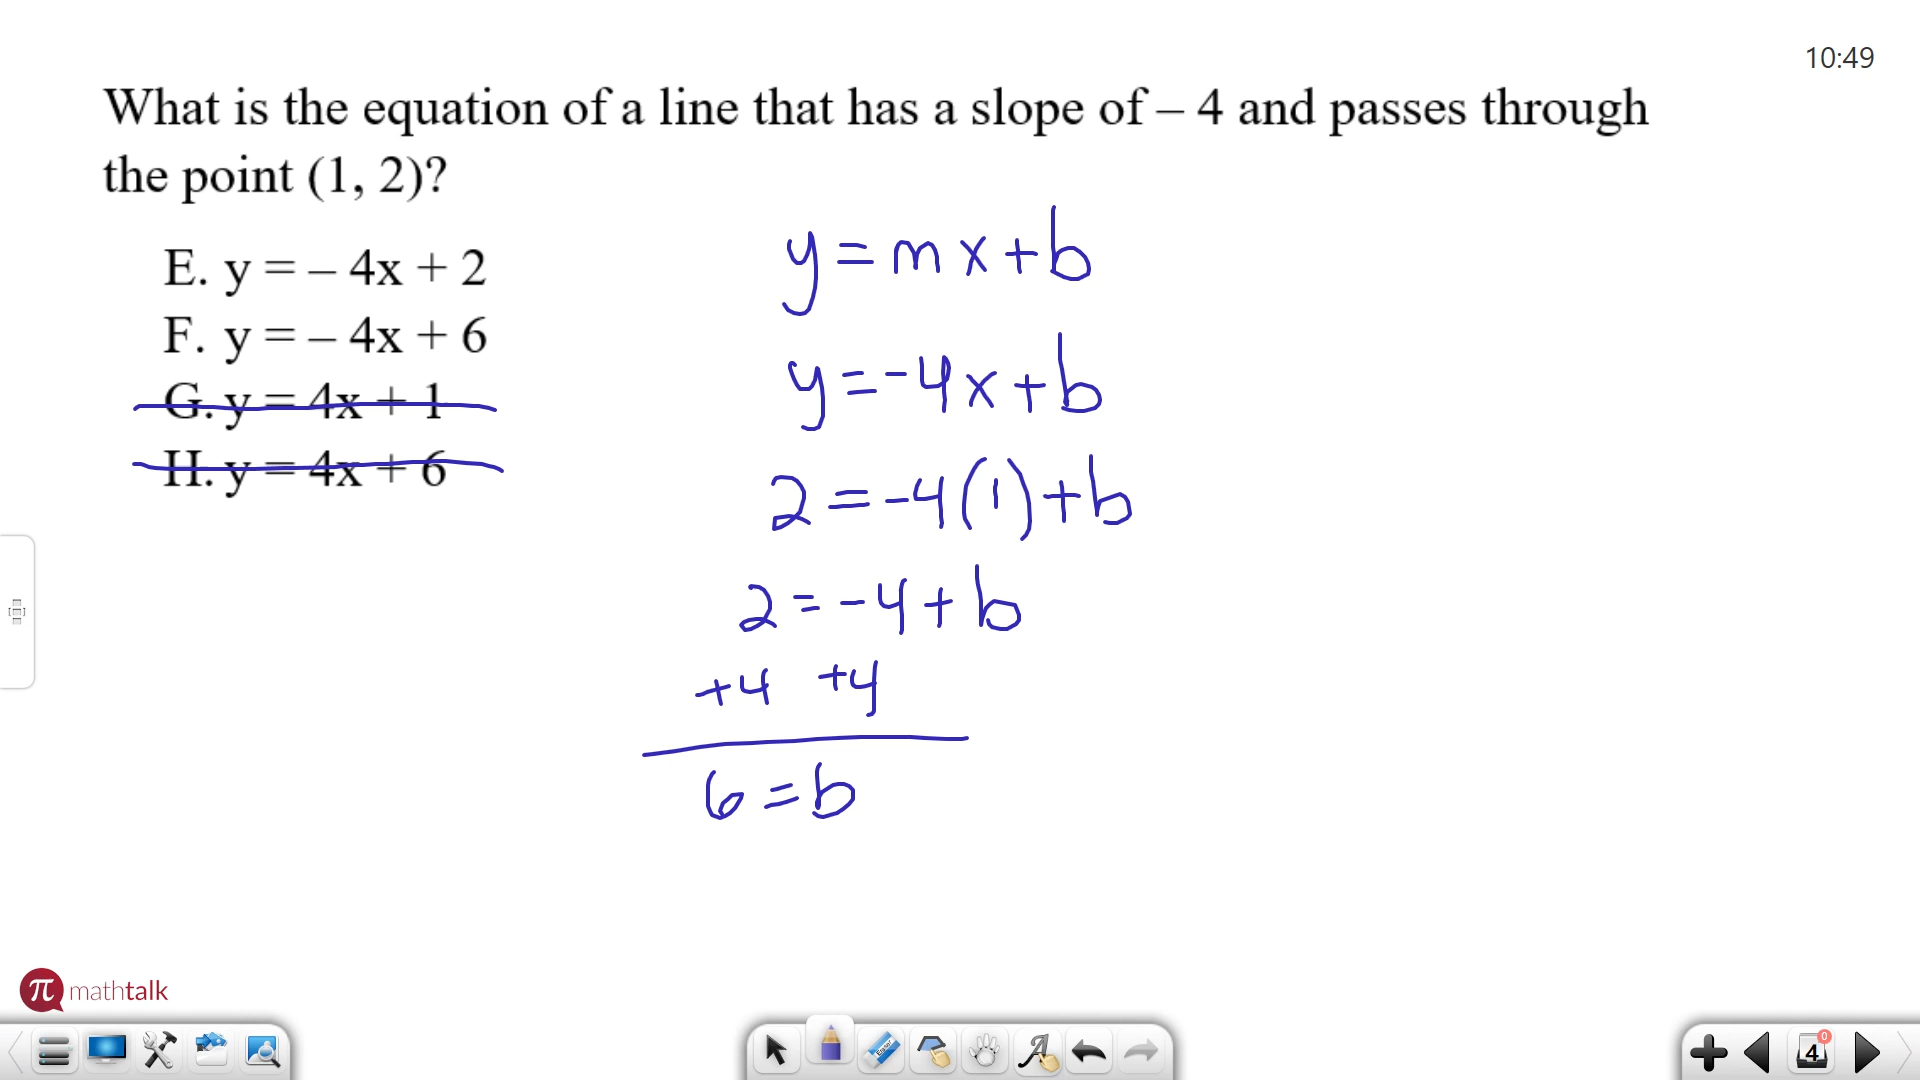 10:49
What is the equation of a line that has a slope of – 4 and passes through
the point (1, 2)?
E. y = – 4x + 2
F. y = – 4x + 6
G. y = 4x + 1
H. y = 4x + 6
y = mx + b
y = -4x + b
2 = -4(1) + b
2 = -4 + b
+4 +4
6 = b
π mathtalk
Eraser
A
4
0